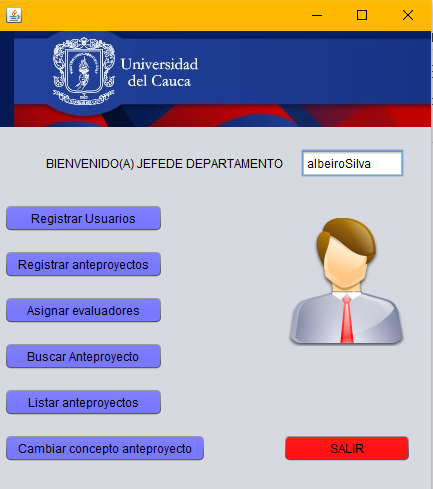 Universidad
del Cauca
BIENVENIDO(A) JEFEDE DEPARTAMENTO
albeiroSilva
Registrar Usuarios
Registrar anteproyectos
Asignar evaluadores
Buscar Anteproyecto
Listar anteproyectos
Cambiar concepto anteproyecto
SALIR